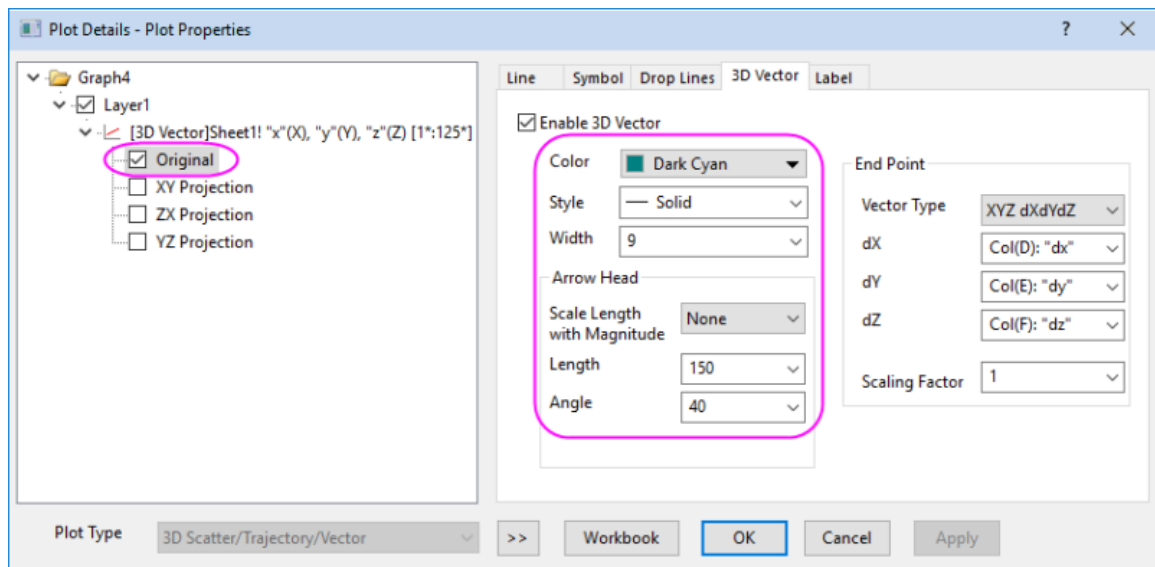 Plot Details - Plot Properties
?
Graph4
Layer1
[3D Vector]Sheet1! "x"(X), "y"(Y), "z"(Z) [1*:125*]
Original
XY Projection
ZX Projection
YZ Projection
Line Symbol Drop Lines 3D Vector Label
Enable 3D Vector
Color Dark Cyan
Style Solid
Width 9
Arrow Head
Scale Length
with Magnitude None
Length 150
Angle 40
End Point
Vector Type XYZ dXdYdZ
dX Col(D): "dx"
dY Col(E): "dy"
dZ Col(F): "dz"
Scaling Factor 1
Plot Type 3D Scatter/Trajectory/Vector >> Workbook OK Cancel Apply